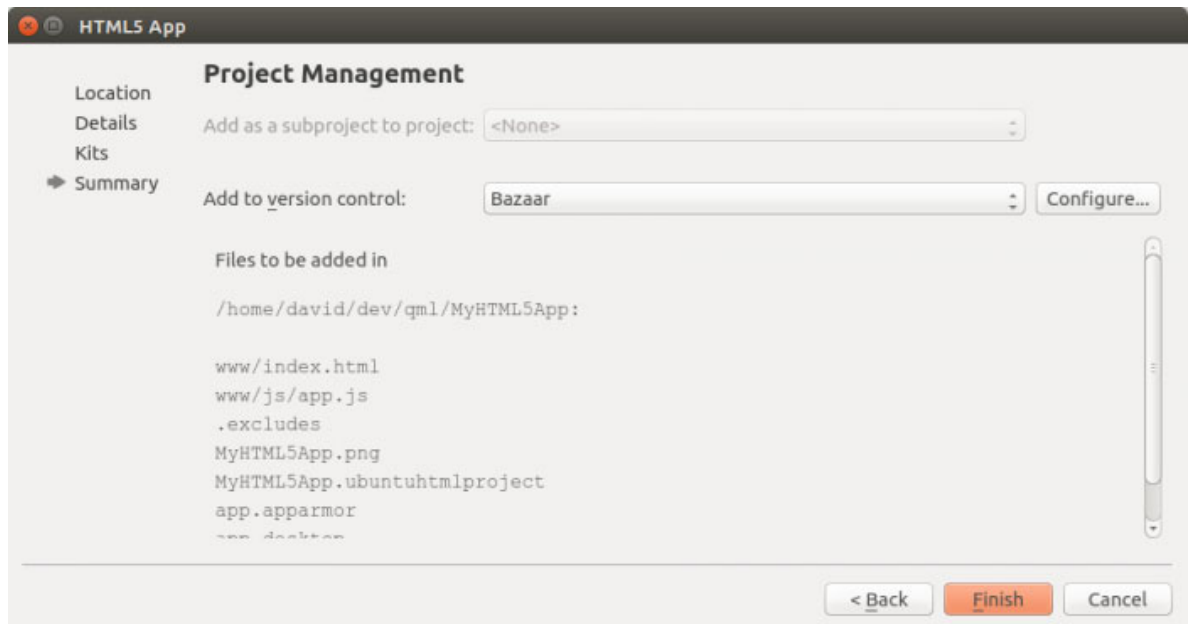 HTML5 App
Project Management
Location
Details
Kits
Summary
Add as a subproject to project: <None>
Add to version control: Bazaar Configure...
Files to be added in
/home/david/dev/qml/MyHTML5App:
www/index.html
www/js/app.js
.excludes
MyHTML5App.png
MyHTML5App.ubuntuhtmlproject
app.apparmor
app.desktop
< Back Finish Cancel